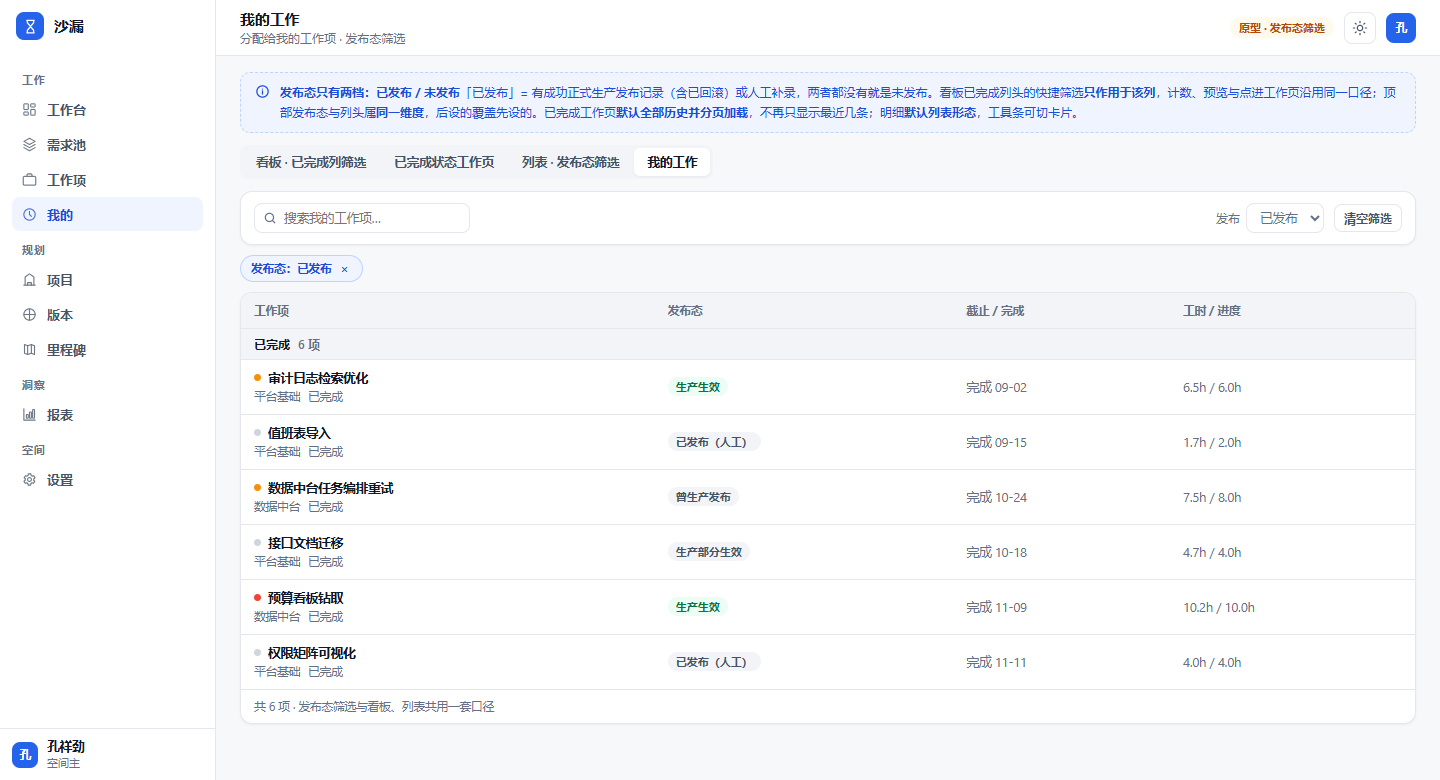 沙漏
工作
工作台
需求池
工作项
我的
规划
项目
版本
里程碑
洞察
报表
空间
设置
孔
孔祥劲
空间主
我的工作
分配给我的工作项 · 发布态筛选
原型 · 发布态筛选
孔
发布态只有两档：已发布 / 未发布「已发布」= 有成功正式生产发布记录（含已回滚）或人工补录，两者都没有就是未发布。看板已完成列头的快捷筛选只作用于该列，计数、预览与点进工作页沿用同一口径；顶
部发布态与列头属同一维度，后设的覆盖先设的。已完成工作页默认全部历史并分页加载，不再只显示最近几条；明细默认列表形态，工具条可切卡片。
看板 · 已完成列筛选
已完成状态工作页
列表 · 发布态筛选
我的工作
搜索我的工作项...
发布
已发布
清空筛选
发布态：已发布 ×
工作项 发布态 截止 / 完成 工时 / 进度
已完成 6 项
审计日志检索优化
平台基础 已完成
生产生效
完成 09-02
6.5h / 6.0h
值班表导入
平台基础 已完成
已发布（人工）
完成 09-15
1.7h / 2.0h
数据中台任务编排重试
数据中台 已完成
曾生产发布
完成 10-24
7.5h / 8.0h
接口文档迁移
平台基础 已完成
生产部分生效
完成 10-18
4.7h / 4.0h
预算看板钻取
数据中台 已完成
生产生效
完成 11-09
10.2h / 10.0h
权限矩阵可视化
平台基础 已完成
已发布（人工）
完成 11-11
4.0h / 4.0h
共 6 项 · 发布态筛选与看板、列表共用一套口径